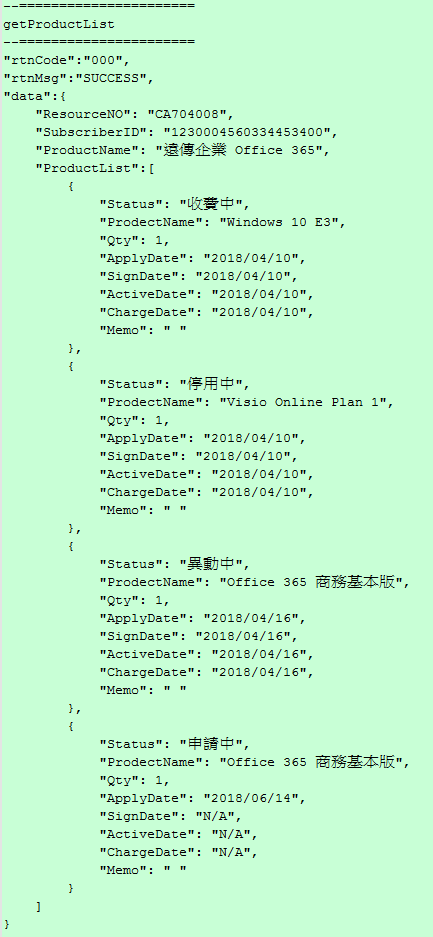 --======================
getProductList
--======================
"rtnCode":"000",
"rtnMsg":"SUCCESS",
"data":{
    "ResourceNO": "CA704008",
    "SubscriberID": "1230004560334453400",
    "ProductName": "遠傳企業 Office 365",
    "ProductList":[
        {
            "Status": "收費中",
            "ProdectName": "Windows 10 E3",
            "Qty": 1,
            "ApplyDate": "2018/04/10",
            "SignDate": "2018/04/10",
            "ActiveDate": "2018/04/10",
            "ChargeDate": "2018/04/10",
            "Memo": " "
        },
        {
            "Status": "停用中",
            "ProdectName": "Visio Online Plan 1",
            "Qty": 1,
            "ApplyDate": "2018/04/10",
            "SignDate": "2018/04/10",
            "ActiveDate": "2018/04/10",
            "ChargeDate": "2018/04/10",
            "Memo": " "
        },
        {
            "Status": "異動中",
            "ProdectName": "Office 365 商務基本版",
            "Qty": 1,
            "ApplyDate": "2018/04/16",
            "SignDate": "2018/04/16",
            "ActiveDate": "2018/04/16",
            "ChargeDate": "2018/04/16",
            "Memo": " "
        },
        {
            "Status": "申請中",
            "ProdectName": "Office 365 商務基本版",
            "Qty": 1,
            "ApplyDate": "2018/06/14",
            "SignDate": "N/A",
            "ActiveDate": "N/A",
            "ChargeDate": "N/A",
            "Memo": " "
        }
    ]
}